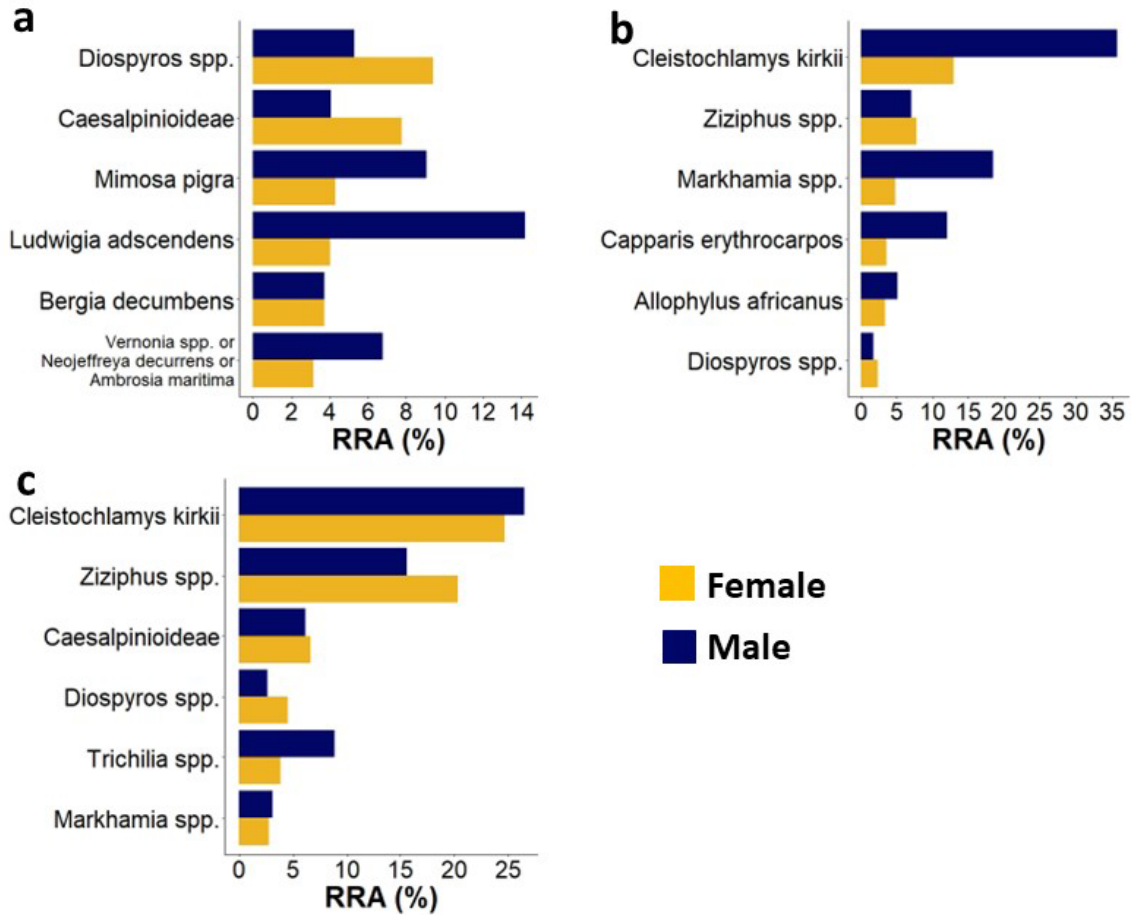 a
Diospyros spp.
Caesalpinioideae
Mimosa pigra
Ludwigia adscendens
Bergia decumbens
Vernonia spp. or
Neojeffreya decurrens or
Ambrosia maritima
0 2 4 6 8 10 12 14
RRA (%)
b
Cleistochlamys kirkii
Ziziphus spp.
Markhamia spp.
Capparis erythrocarpos
Allophylus africanus
Diospyros spp.
0 5 10 15 20 25 30 35
RRA (%)
c
Cleistochlamys kirkii
Ziziphus spp.
Caesalpinioideae
Diospyros spp.
Trichilia spp.
Markhamia spp.
0 5 10 15 20 25
RRA (%)
Female
Male